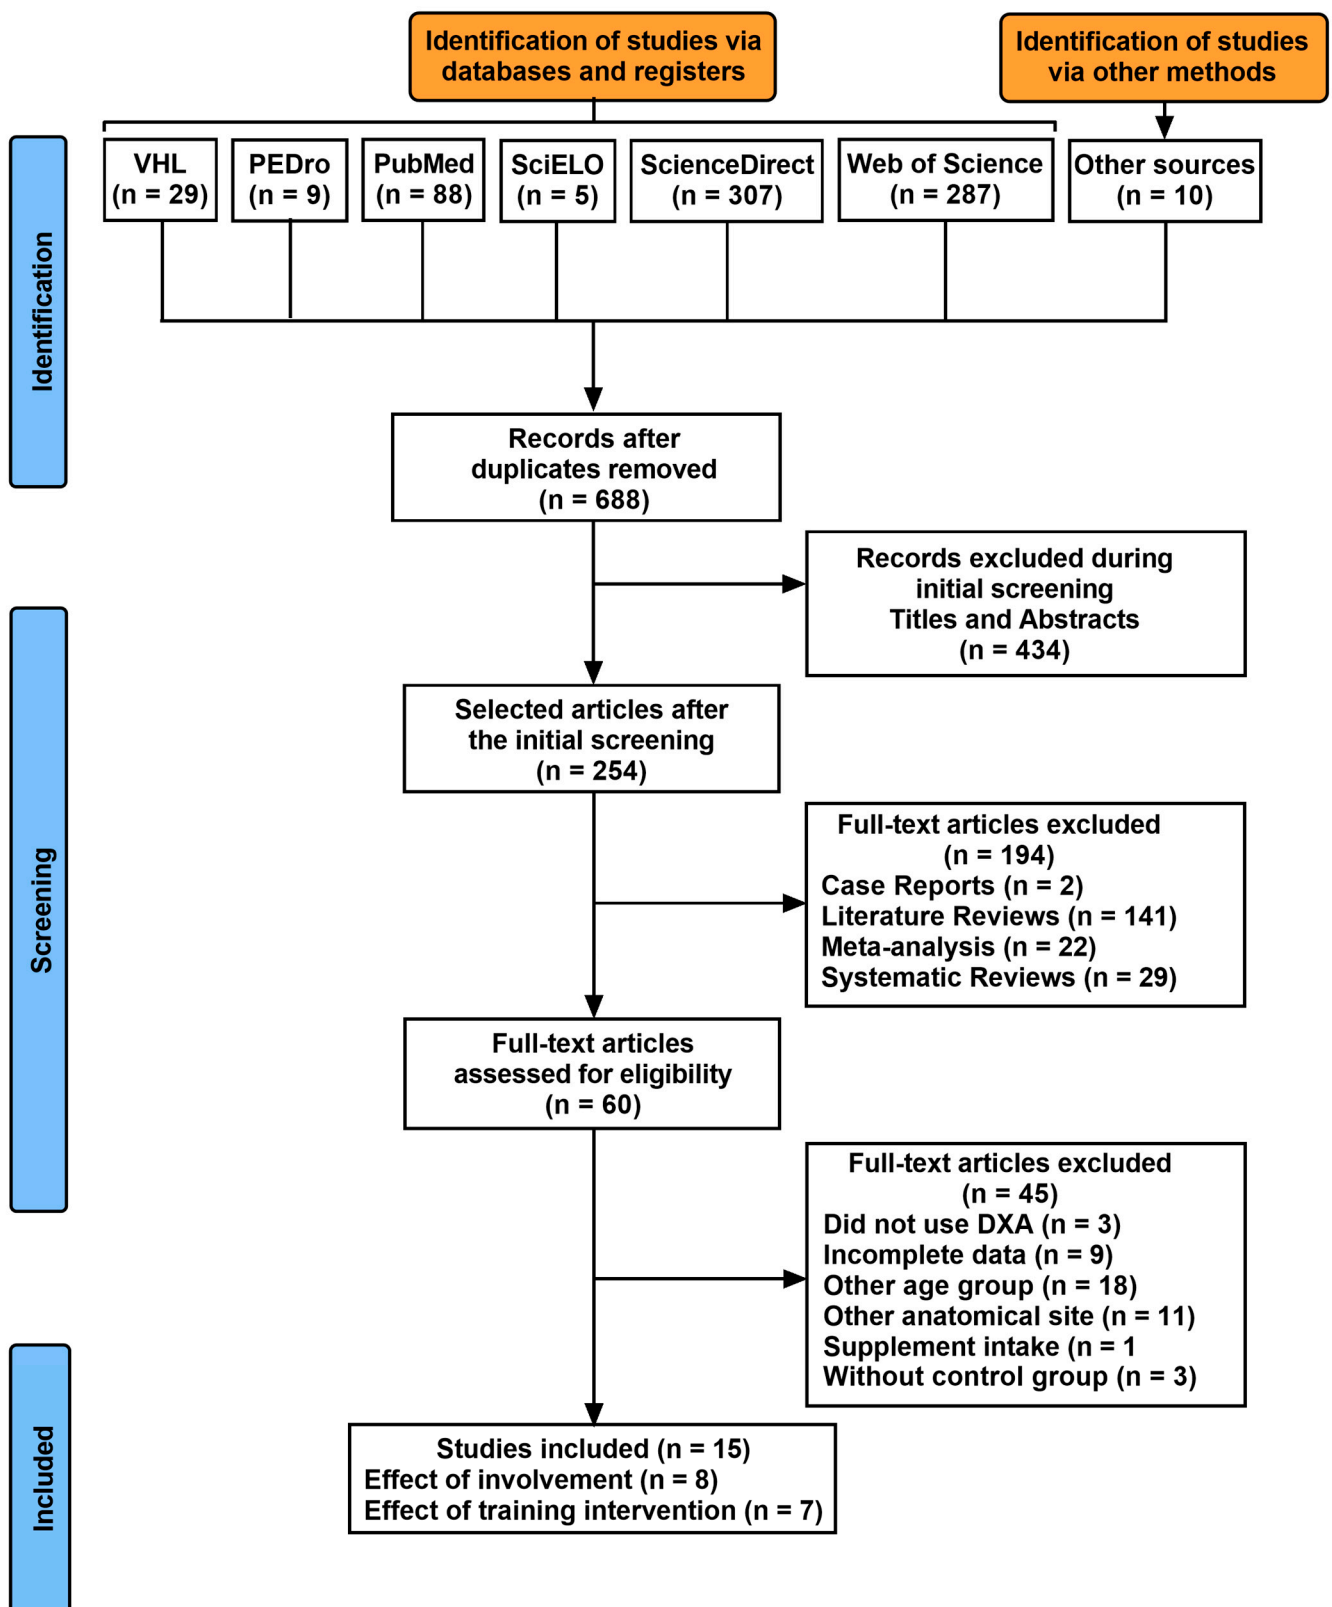 Identification of studies via
databases and registers
Identification of studies
via other methods
Identification
VHL
(n = 29)
PEDro
(n = 9)
PubMed
(n = 88)
SciELO
(n = 5)
ScienceDirect
(n = 307)
Web of Science
(n = 287)
Other sources
(n = 10)
Records after
duplicates removed
(n = 688)
Records excluded during
initial screening
Titles and Abstracts
(n = 434)
Screening
Selected articles after
the initial screening
(n = 254)
Full-text articles excluded
(n = 194)
Case Reports (n = 2)
Literature Reviews (n = 141)
Meta-analysis (n = 22)
Systematic Reviews (n = 29)
Full-text articles
assessed for eligibility
(n = 60)
Full-text articles excluded
(n = 45)
Did not use DXA (n = 3)
Incomplete data (n = 9)
Other age group (n = 18)
Other anatomical site (n = 11)
Supplement intake (n = 1
Without control group (n = 3)
Included
Studies included (n = 15)
Effect of involvement (n = 8)
Effect of training intervention (n = 7)